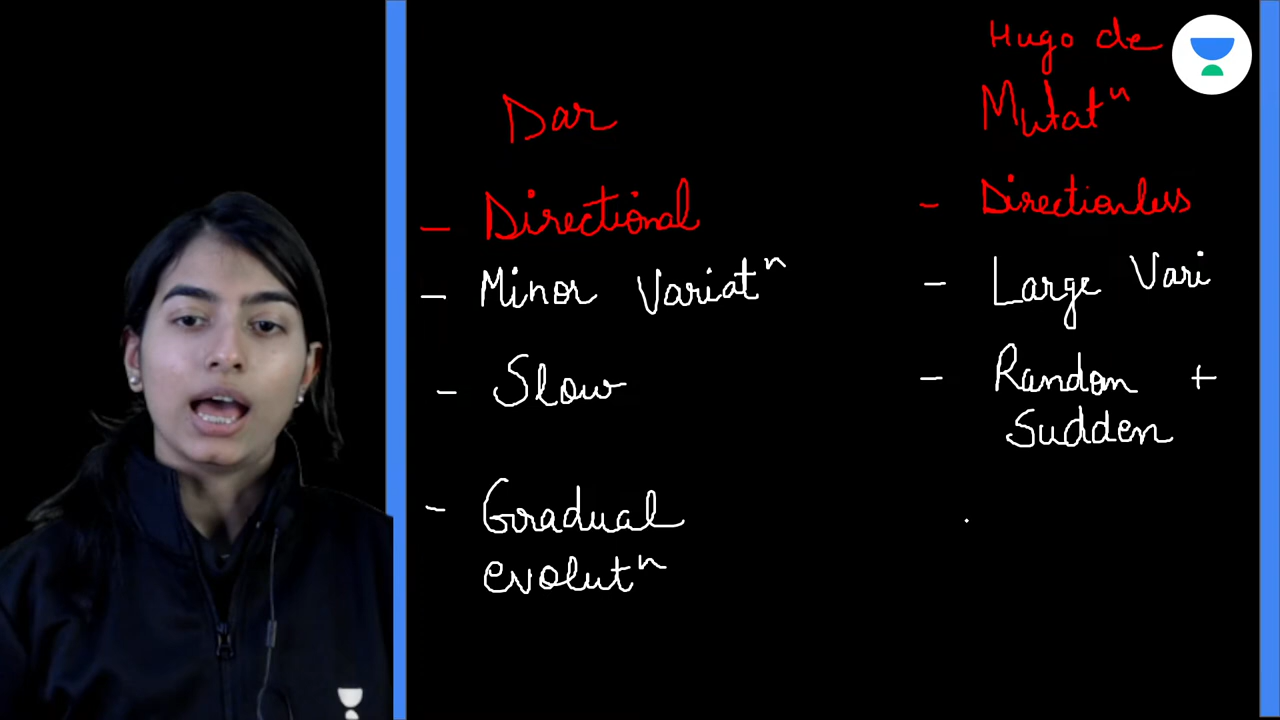 Hugo de
Dar
Mutatⁿ
- Directional
- Directionless
- Minor Variatⁿ
- Large Vari
- Slow
- Random +
Sudden
- Gradual
evolutⁿ